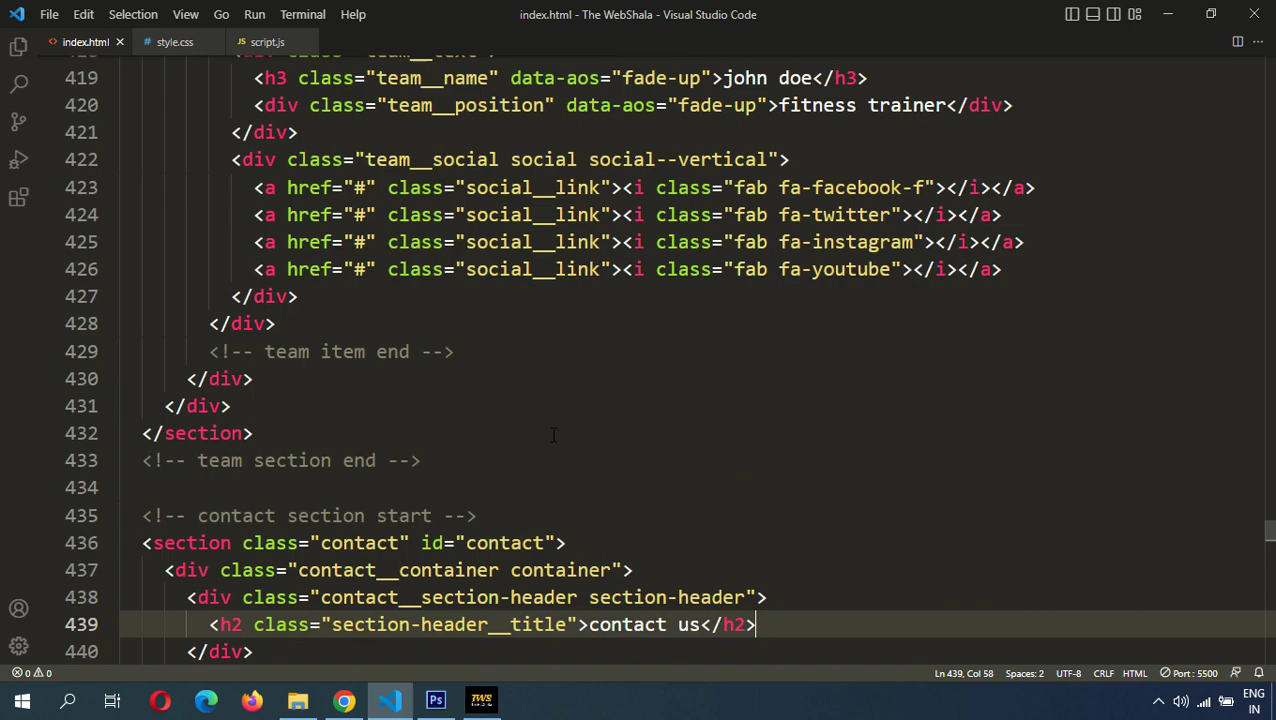 File Edit Selection View Go Run Terminal Help index.html - The WebShala - Visual Studio Code
index.html style.css script.js
419 <h3 class="team__name" data-aos="fade-up">john doe</h3>
420 <div class="team__position" data-aos="fade-up">fitness trainer</div>
421 </div>
422 <div class="team__social social social--vertical">
423 <a href="#" class="social__link"><i class="fab fa-facebook-f"></i></a>
424 <a href="#" class="social__link"><i class="fab fa-twitter"></i></a>
425 <a href="#" class="social__link"><i class="fab fa-instagram"></i></a>
426 <a href="#" class="social__link"><i class="fab fa-youtube"></i></a>
427 </div>
428 </div>
429 <!-- team item end -->
430 </div>
431 </div>
432 </section>
433 <!-- team section end -->
434
435 <!-- contact section start -->
436 <section class="contact" id="contact">
437 <div class="contact__container container">
438 <div class="contact__section-header section-header">
439 <h2 class="section-header__title">contact us</h2>
440 </div>
0 0 Ln 439, Col 58 Spaces: 2 UTF-8 CRLF HTML Port : 5500
Ps TWS ENG
IN